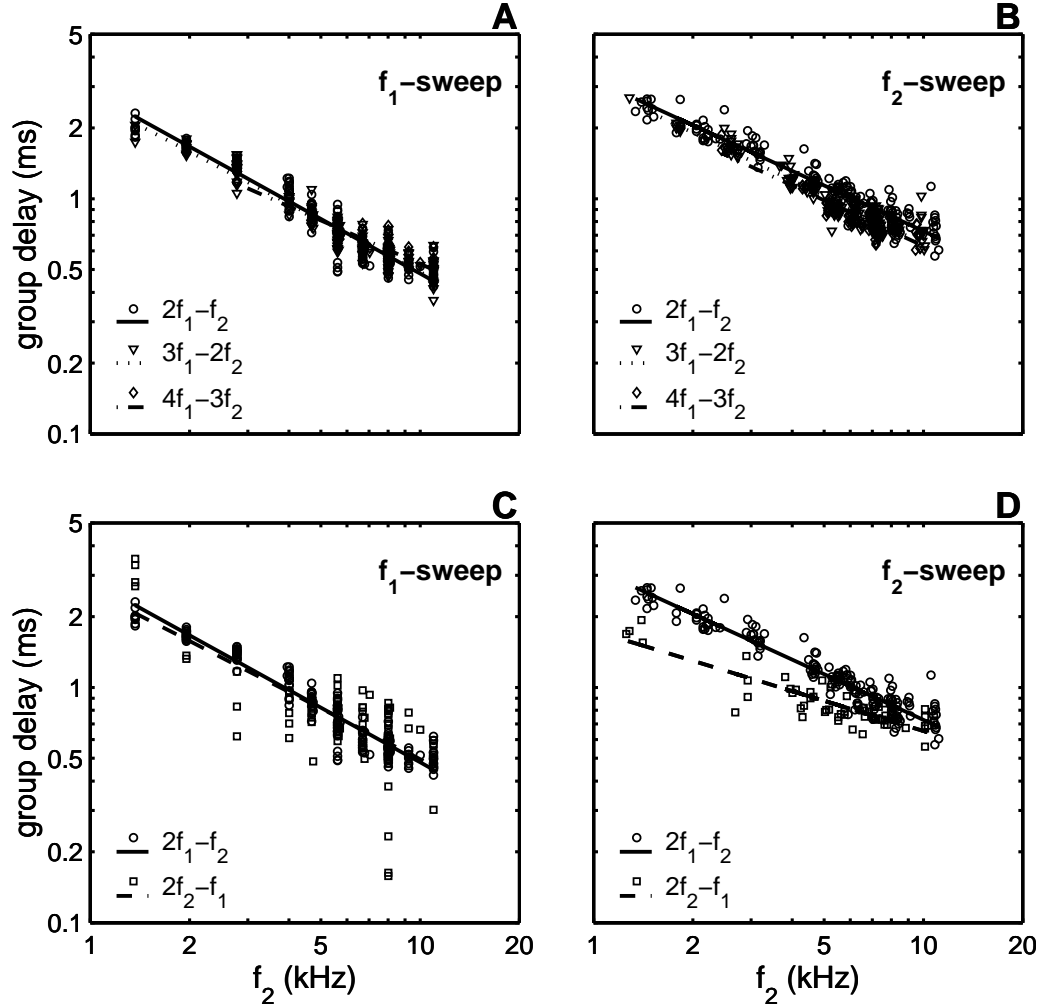 A
B
5
2
1
0.5
0.2
0.1
group delay (ms)
f1−sweep
2f1−f2
3f1−2f2
4f1−3f2
f2−sweep
2f1−f2
3f1−2f2
4f1−3f2
C
D
5
2
1
0.5
0.2
0.1
group delay (ms)
f1−sweep
2f1−f2
2f2−f1
f2−sweep
2f1−f2
2f2−f1
1 2 5 10 20
1 2 5 10 20
f2 (kHz)
f2 (kHz)